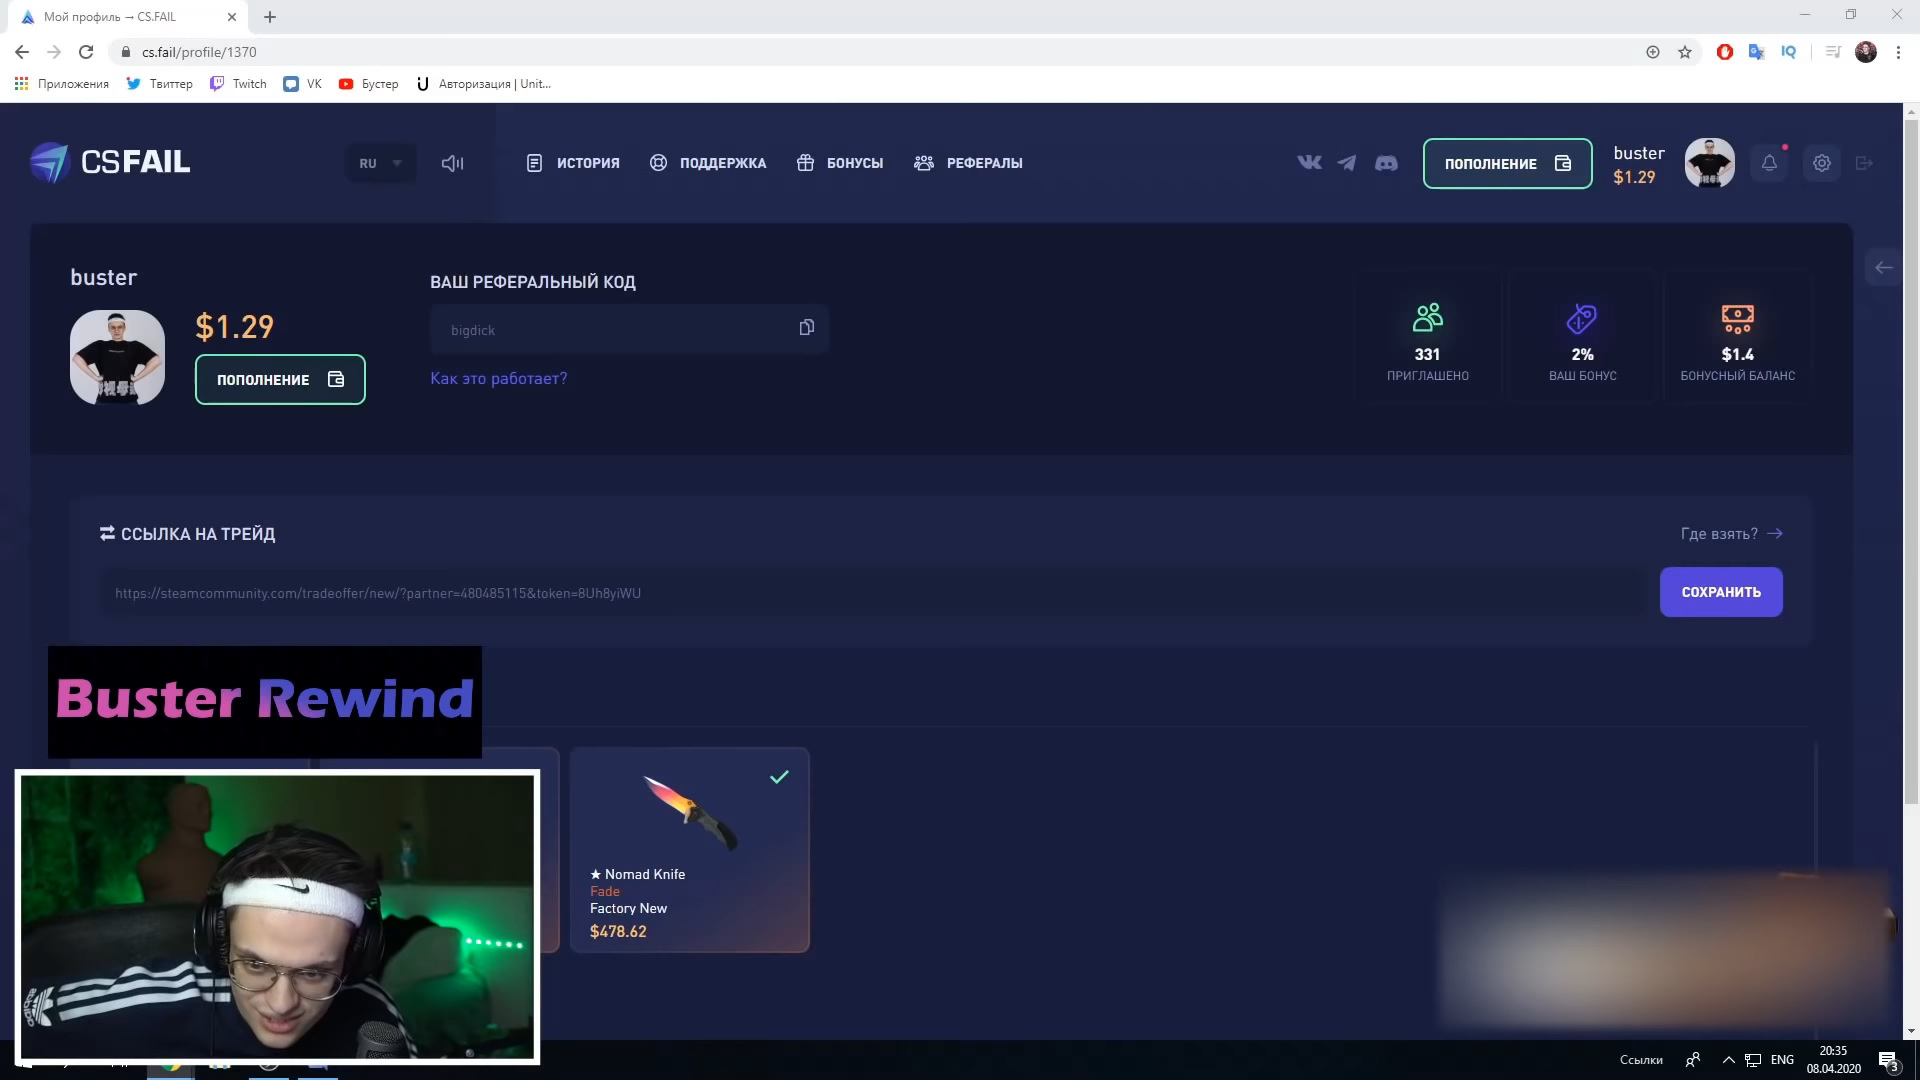 Мой профиль → CS.FAIL
cs.fail/profile/1370
Приложения
Твиттер
Twitch
VK
Бустер
Авторизация | Unit...
CSFAIL
RU
ИСТОРИЯ
ПОДДЕРЖКА
БОНУСЫ
РЕФЕРАЛЫ
ПОПОЛНЕНИЕ
buster
$1.29
buster
$1.29
ПОПОЛНЕНИЕ
ВАШ РЕФЕРАЛЬНЫЙ КОД
bigdick
Как это работает?
331
ПРИГЛАШЕНО
2%
ВАШ БОНУС
$1.4
БОНУСНЫЙ БАЛАНС
ССЫЛКА НА ТРЕЙД
Где взять?
https://steamcommunity.com/tradeoffer/new/?partner=480485115&token=8Uh8yiWU
СОХРАНИТЬ
Buster Rewind
★ Nomad Knife
Fade
Factory New
$478.62
Ссылки
ENG
20:35
08.04.2020
3